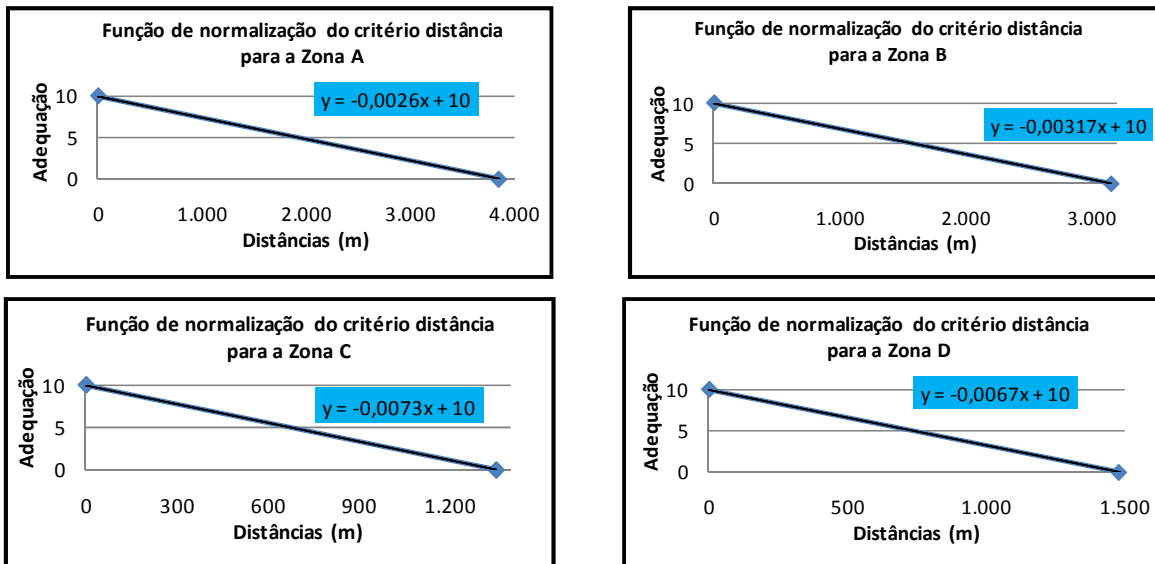 Função de normalização do critério distância
para a Zona A
y = -0,0026x + 10
Adequação
10
5
0
0 1.000 2.000 3.000 4.000
Distâncias (m)
Função de normalização do critério distância
para a Zona B
y = -0,00317x + 10
Adequação
10
5
0
0 1.000 2.000 3.000
Distâncias (m)
Função de normalização do critério distância
para a Zona C
y = -0,0073x + 10
Adequação
10
5
0
0 300 600 900 1.200
Distâncias (m)
Função de normalização do critério distância
para a Zona D
y = -0,0067x + 10
Adequação
10
5
0
0 500 1.000 1.500
Distâncias (m)